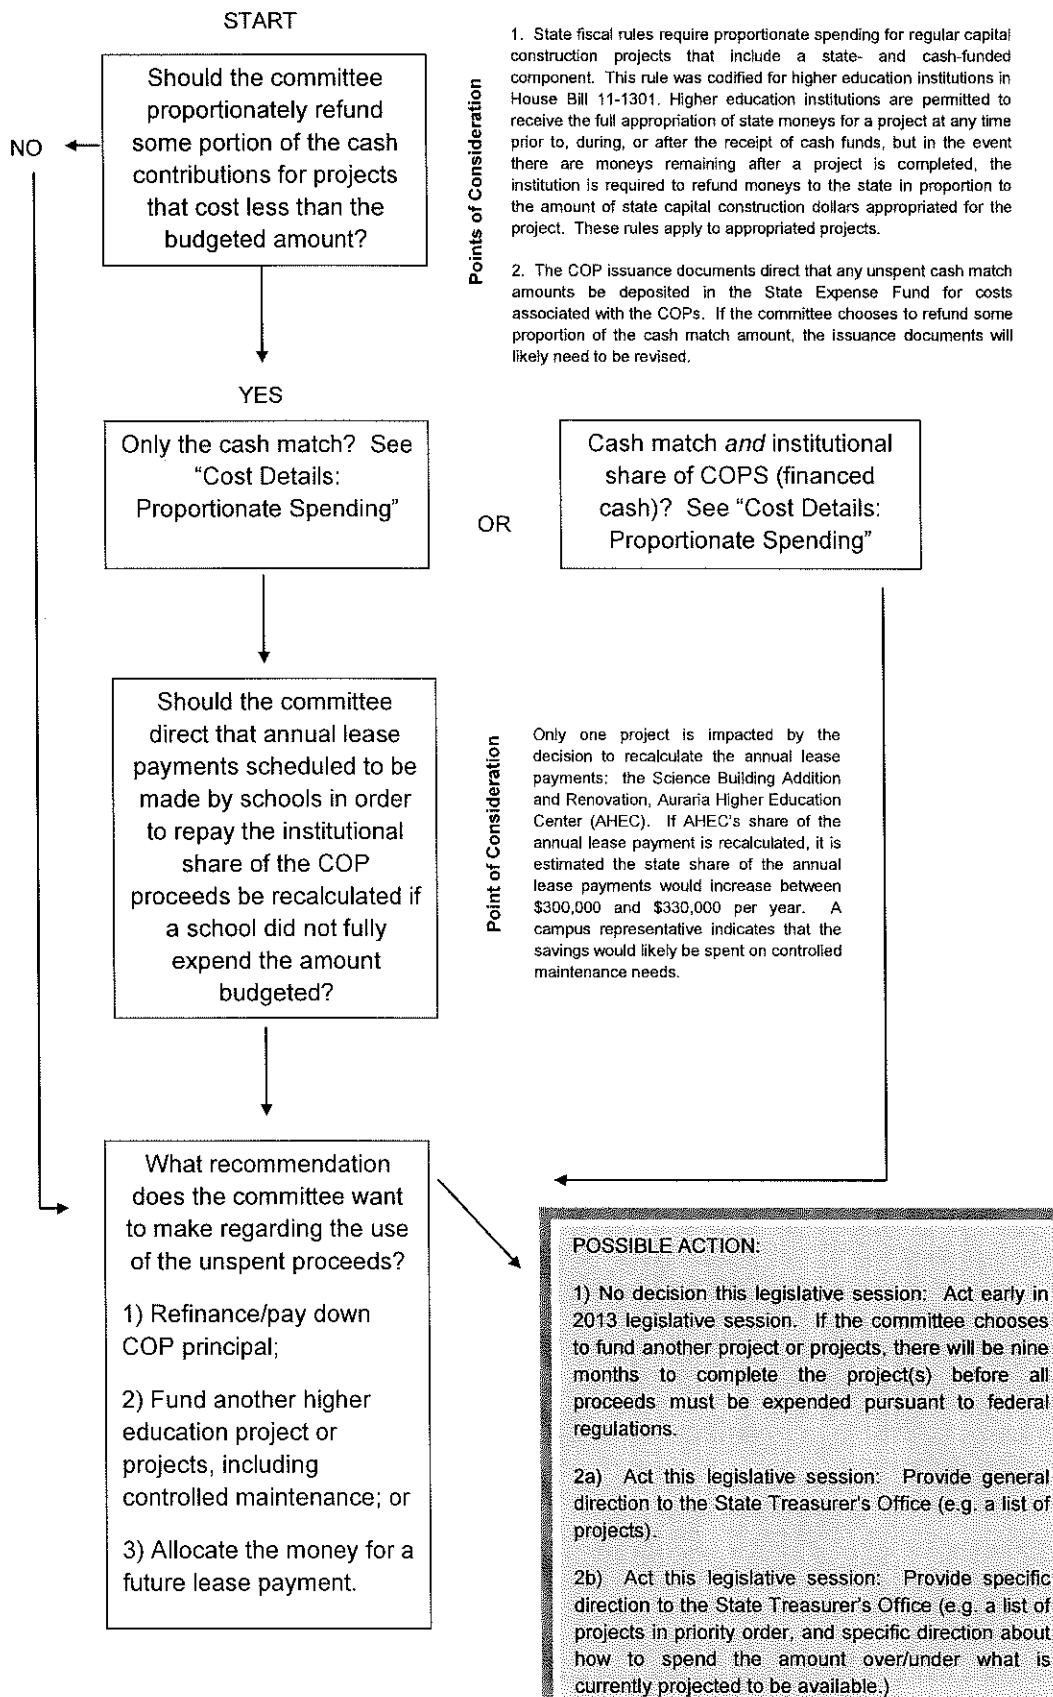 START
Should the committee
proportionately refund
some portion of the cash
contributions for projects
that cost less than the
budgeted amount?
NO
Points of Consideration
1. State fiscal rules require proportionate spending for regular capital
construction projects that include a state- and cash-funded
component. This rule was codified for higher education institutions in
House Bill 11-1301. Higher education institutions are permitted to
receive the full appropriation of state moneys for a project at any time
prior to, during, or after the receipt of cash funds, but in the event
there are moneys remaining after a project is completed, the
institution is required to refund moneys to the state in proportion to
the amount of state capital construction dollars appropriated for the
project. These rules apply to appropriated projects.
2. The COP issuance documents direct that any unspent cash match
amounts be deposited in the State Expense Fund for costs
associated with the COPs. If the committee chooses to refund some
proportion of the cash match amount, the issuance documents will
likely need to be revised.
YES
Only the cash match? See
“Cost Details:
Proportionate Spending”
OR
Cash match and institutional
share of COPS (financed
cash)? See “Cost Details:
Proportionate Spending”
Should the committee
direct that annual lease
payments scheduled to be
made by schools in order
to repay the institutional
share of the COP
proceeds be recalculated if
a school did not fully
expend the amount
budgeted?
Point of Consideration
Only one project is impacted by the
decision to recalculate the annual lease
payments: the Science Building Addition
and Renovation, Auraria Higher Education
Center (AHEC). If AHEC's share of the
annual lease payment is recalculated, it is
estimated the state share of the annual
lease payments would increase between
$300,000 and $330,000 per year. A
campus representative indicates that the
savings would likely be spent on controlled
maintenance needs.
What recommendation
does the committee want
to make regarding the use
of the unspent proceeds?
1) Refinance/pay down
COP principal;
2) Fund another higher
education project or
projects, including
controlled maintenance; or
3) Allocate the money for a
future lease payment.
POSSIBLE ACTION:
1) No decision this legislative session: Act early in
2013 legislative session. If the committee chooses
to fund another project or projects, there will be nine
months to complete the project(s) before all
proceeds must be expended pursuant to federal
regulations.
2a) Act this legislative session: Provide general
direction to the State Treasurer's Office (e.g. a list of
projects).
2b) Act this legislative session: Provide specific
direction to the State Treasurer's Office (e.g. a list of
projects in priority order, and specific direction about
how to spend the amount over/under what is
currently projected to be available.)